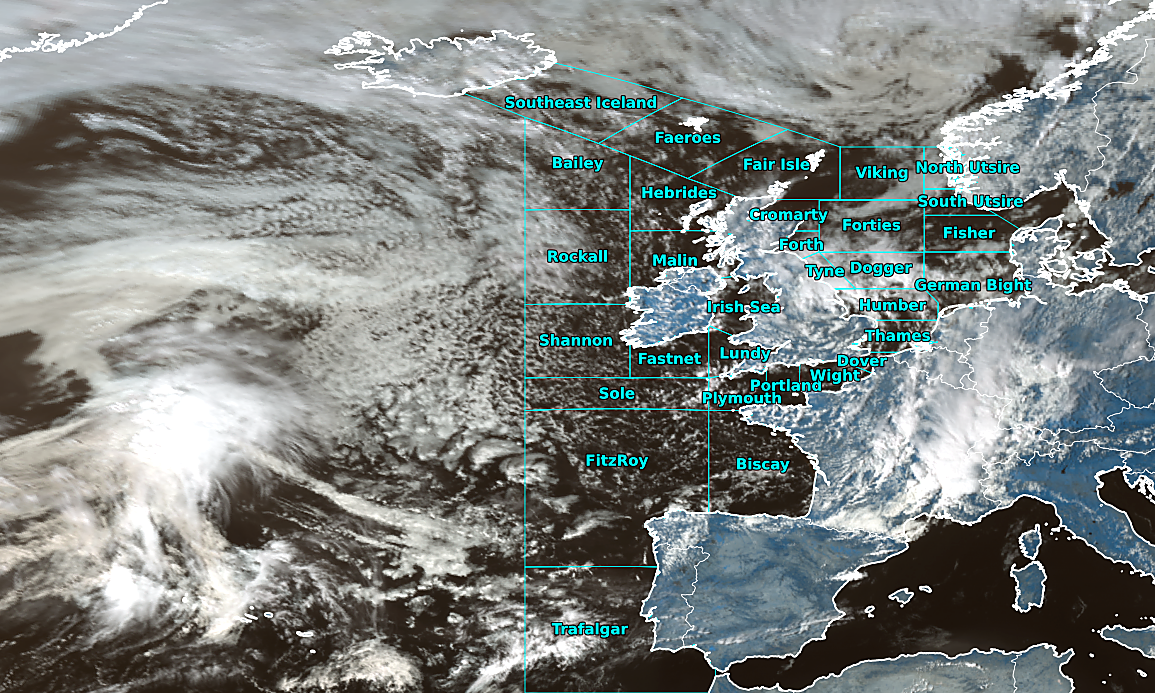 Southeast Iceland
Faeroes
Bailey
Fair Isle
Viking
North Utsire
Hebrides
South Utsire
Cromarty
Forties
Fisher
Forth
Rockall
Malin
Tyne
Dogger
German Bight
Irish Sea
Humber
Shannon
Thames
Fastnet
Lundy
Dover
Wight
Portland
Sole
Plymouth
FitzRoy
Biscay
Trafalgar